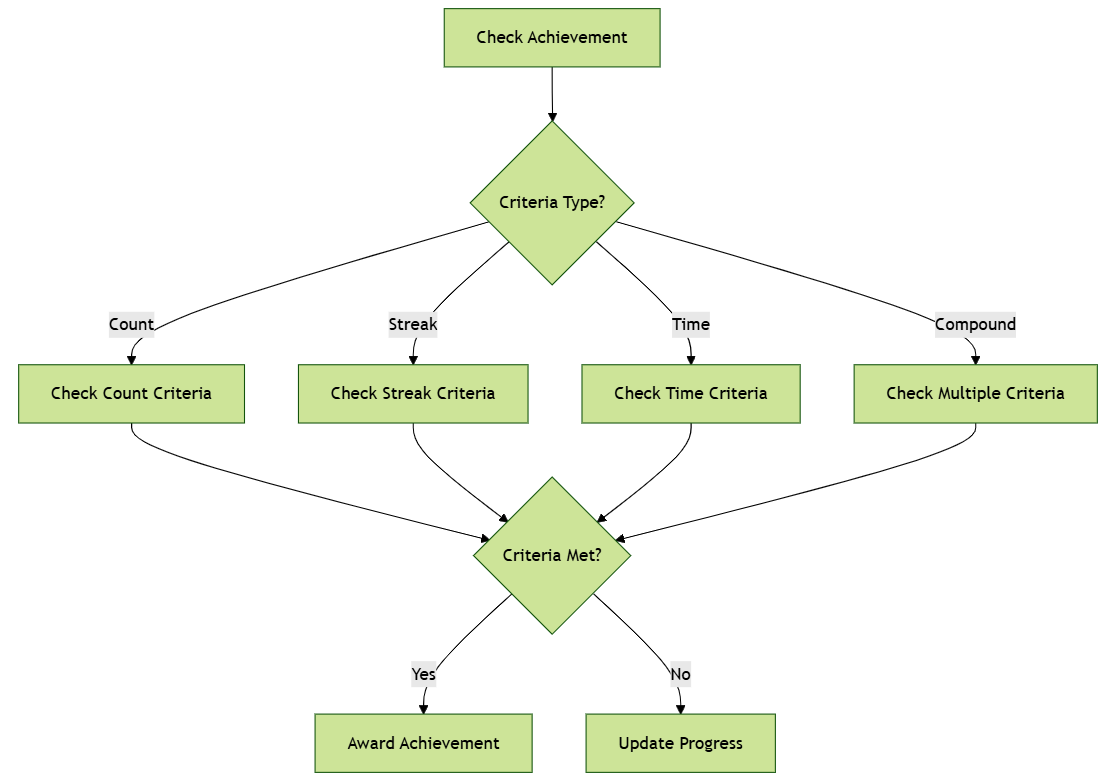 Check Achievement
Criteria Type?
Count
Streak
Time
Compound
Check Count Criteria
Check Streak Criteria
Check Time Criteria
Check Multiple Criteria
Criteria Met?
Yes
No
Award Achievement
Update Progress